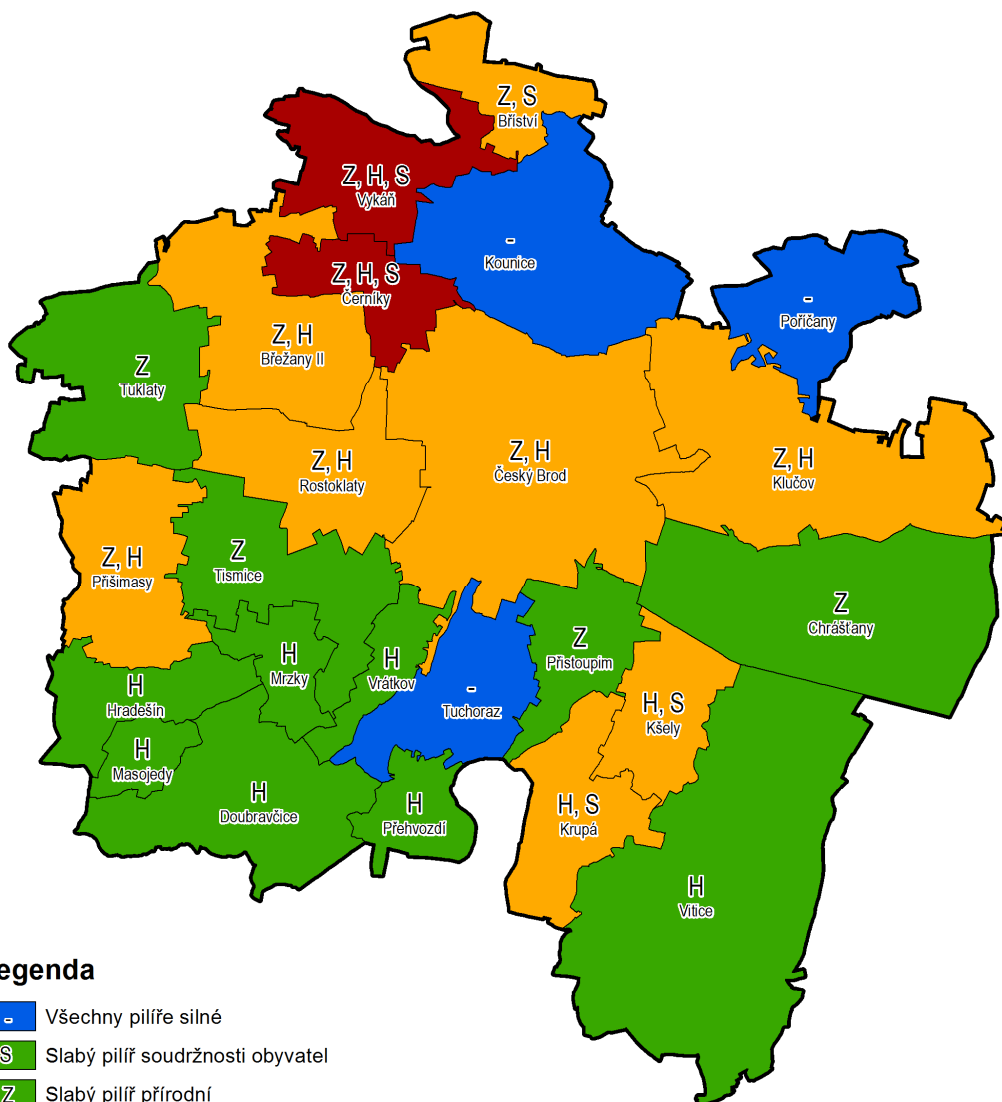 Z, S
Bříství
Z, H, S
Vykáň
-
Kounice
Z, H, S
Černíky
-
Poříčany
Z, H
Břežany II
Z
Tuklaty
Z, H
Rostoklaty
Z, H
Český Brod
Z, H
Klučov
Z, H
Přišimasy
Z
Tismice
Z
Chrášťany
H
Mrzky
H
Vrátkov
Z
Přistoupim
H
Hradešín
-
Tuchoraz
H, S
Kšely
H
Masojedy
H
Doubravčice
H
Přehvozdí
H, S
Krupá
H
Vitice
egenda
- Všechny pilíře silné
S Slabý pilíř soudržnosti obyvatel
Z Slabý pilíř přírodní